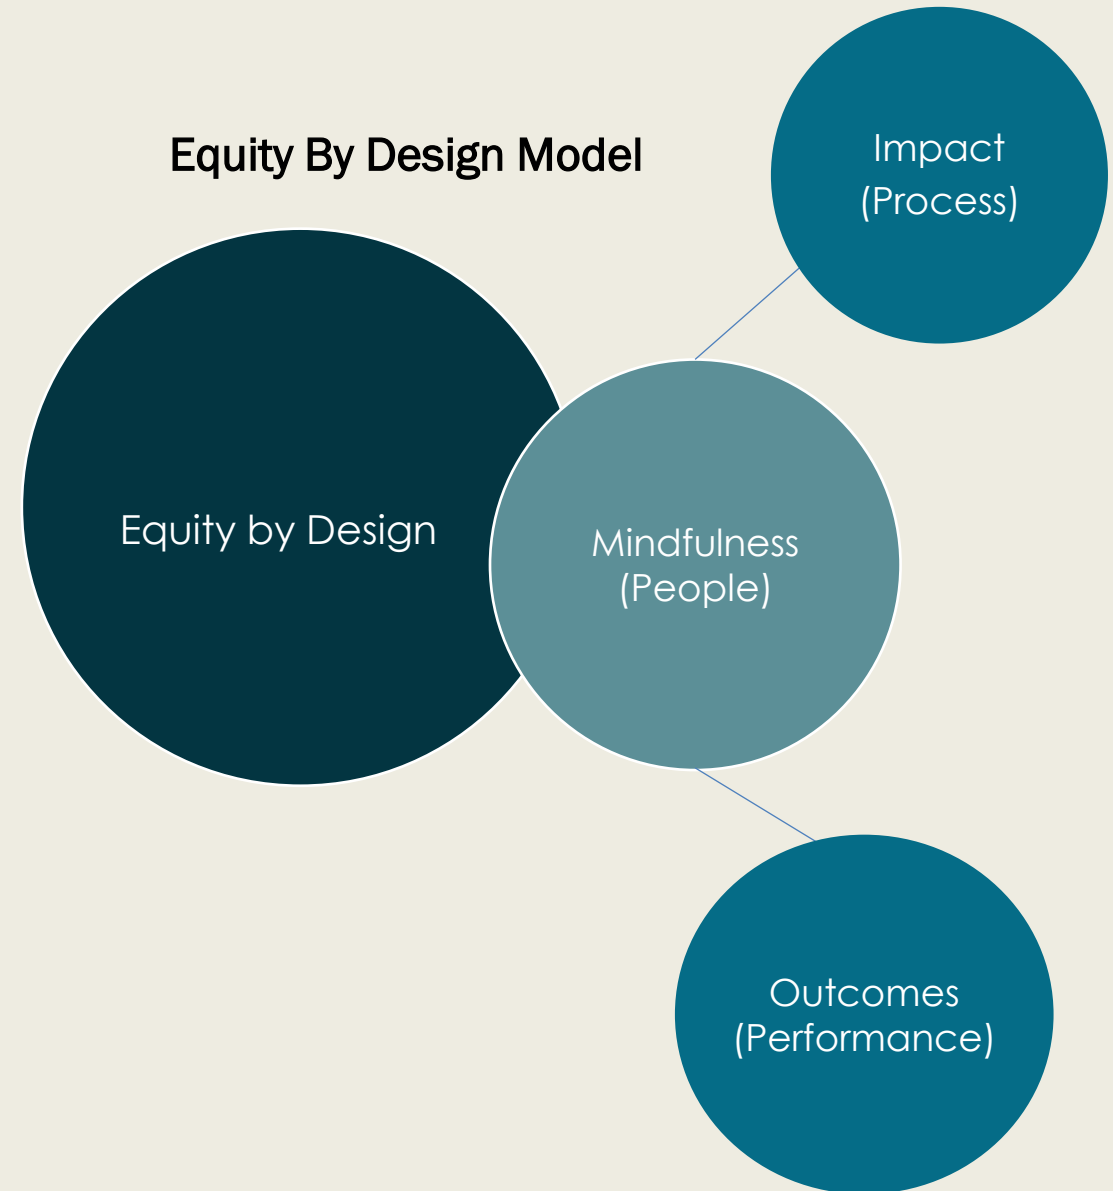 Equity By Design Model
Impact
(Process)
Equity by Design
Mindfulness
(People)
Outcomes
(Performance)